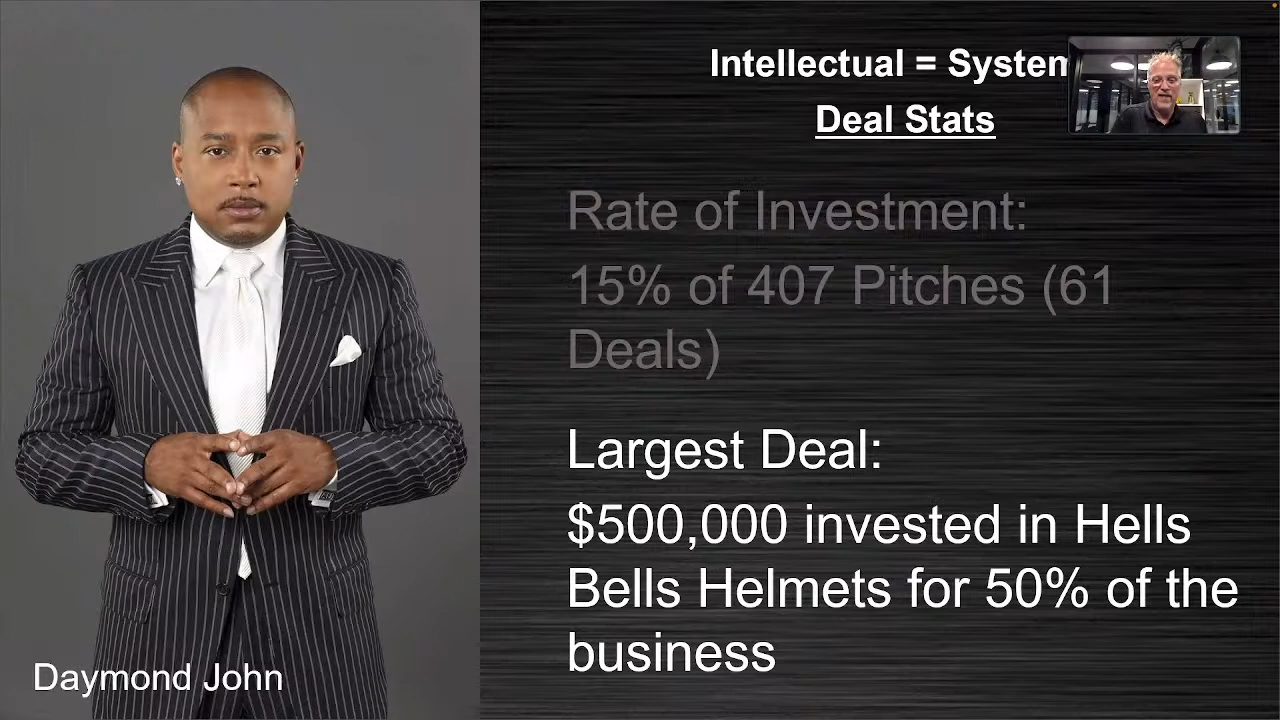 Intellectual = System
Deal Stats
Rate of Investment:
15% of 407 Pitches (61
Deals)
Largest Deal:
$500,000 invested in Hells
Bells Helmets for 50% of the
business
Daymond John